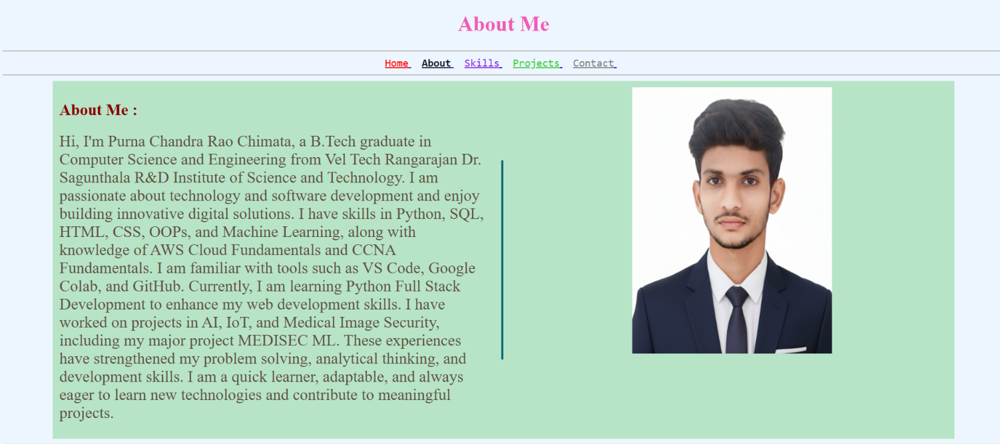 About Me
Home About Skills Projects Contact
About Me :
Hi, I'm Purna Chandra Rao Chimata, a B.Tech graduate in
Computer Science and Engineering from Vel Tech Rangarajan Dr.
Sagunthala R&D Institute of Science and Technology. I am
passionate about technology and software development and enjoy
building innovative digital solutions. I have skills in Python, SQL,
HTML, CSS, OOPs, and Machine Learning, along with
knowledge of AWS Cloud Fundamentals and CCNA
Fundamentals. I am familiar with tools such as VS Code, Google
Colab, and GitHub. Currently, I am learning Python Full Stack
Development to enhance my web development skills. I have
worked on projects in AI, IoT, and Medical Image Security,
including my major project MEDISEC ML. These experiences
have strengthened my problem solving, analytical thinking, and
development skills. I am a quick learner, adaptable, and always
eager to learn new technologies and contribute to meaningful
projects.